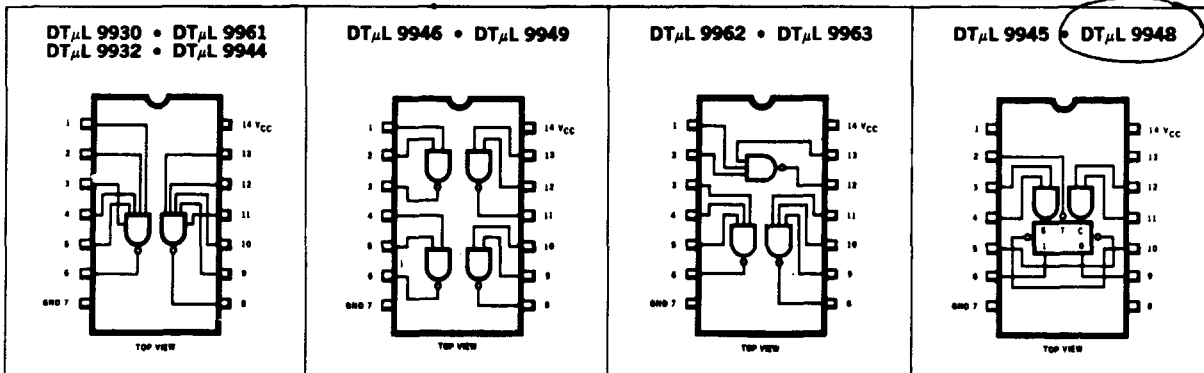 DTμL 9930 • DTμL 9961
DTμL 9932 • DTμL 9944
1
14 VCC
2
13
3
12
4
11
5
10
6
9
GND 7
8
TOP VIEW
DTμL 9946 • DTμL 9949
1
14 VCC
2
13
3
12
4
11
5
10
6
9
GND 7
8
TOP VIEW
DTμL 9962 • DTμL 9963
1
14 VCC
2
13
3
12
4
11
5
10
6
9
GND 7
8
TOP VIEW
DTμL 9945 • DTμL 9948
1
14 VCC
2
13
3
12
4
11
C
1
5
10
6
9
GND 7
8
TOP VIEW